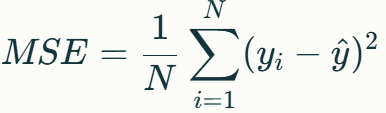 MSE = \frac{1}{N} \sum_{i=1}^{N} (y_i - \hat{y})^2